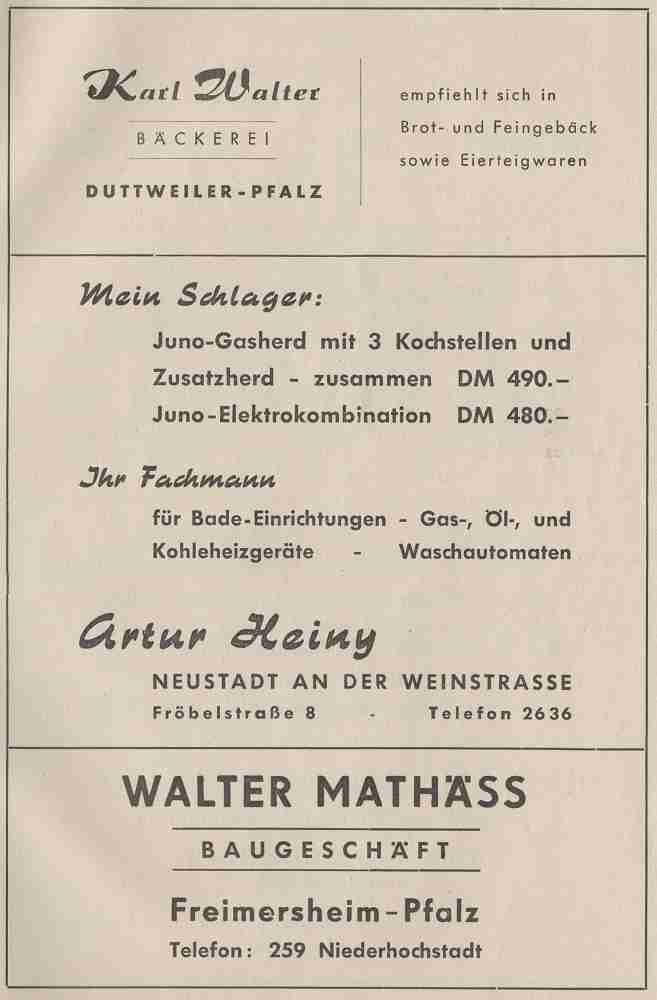 Karl Walter
BÄCKEREI
DUTTWEILER-PFALZ
empfiehlt sich in
Brot- und Feingebäck
sowie Eierteigwaren
Mein Schlager:
Juno-Gasherd mit 3 Kochstellen und
Zusatzherd - zusammen DM 490.–
Juno-Elektrokombination DM 480.–
Ihr Fachmann
für Bade-Einrichtungen - Gas-, Öl-, und
Kohleheizgeräte - Waschautomaten
Artur Heiny
NEUSTADT AN DER WEINSTRASSE
Fröbelstraße 8 - Telefon 2636
WALTER MATHÄSS
BAUGESCHÄFT
Freimersheim-Pfalz
Telefon: 259 Niederhochstadt